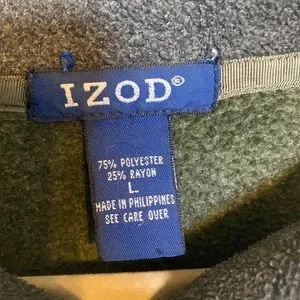 IZOD®
75% POLYESTER
25% RAYON
L
MADE IN PHILIPPINES
SEE CARE OVER